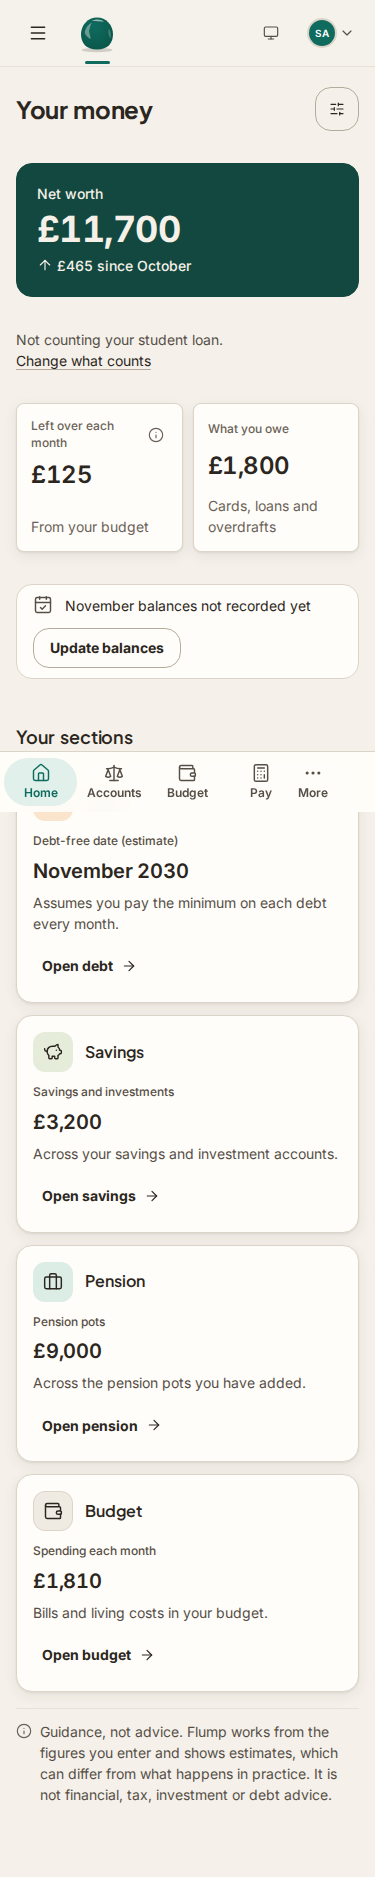 SA
Your money
Net worth
£11,700
↑ £465 since October
Not counting your student loan.
Change what counts
Left over each
month
£125
From your budget
What you owe
£1,800
Cards, loans and
overdrafts
November balances not recorded yet
Update balances
Your sections
Home
Accounts
Budget
Pay
More
Debt-free date (estimate)
November 2030
Assumes you pay the minimum on each debt
every month.
Open debt →
Savings
Savings and investments
£3,200
Across your savings and investment accounts.
Open savings →
Pension
Pension pots
£9,000
Across the pension pots you have added.
Open pension →
Budget
Spending each month
£1,810
Bills and living costs in your budget.
Open budget →
Guidance, not advice. Flump works from the
figures you enter and shows estimates, which
can differ from what happens in practice. It is
not financial, tax, investment or debt advice.